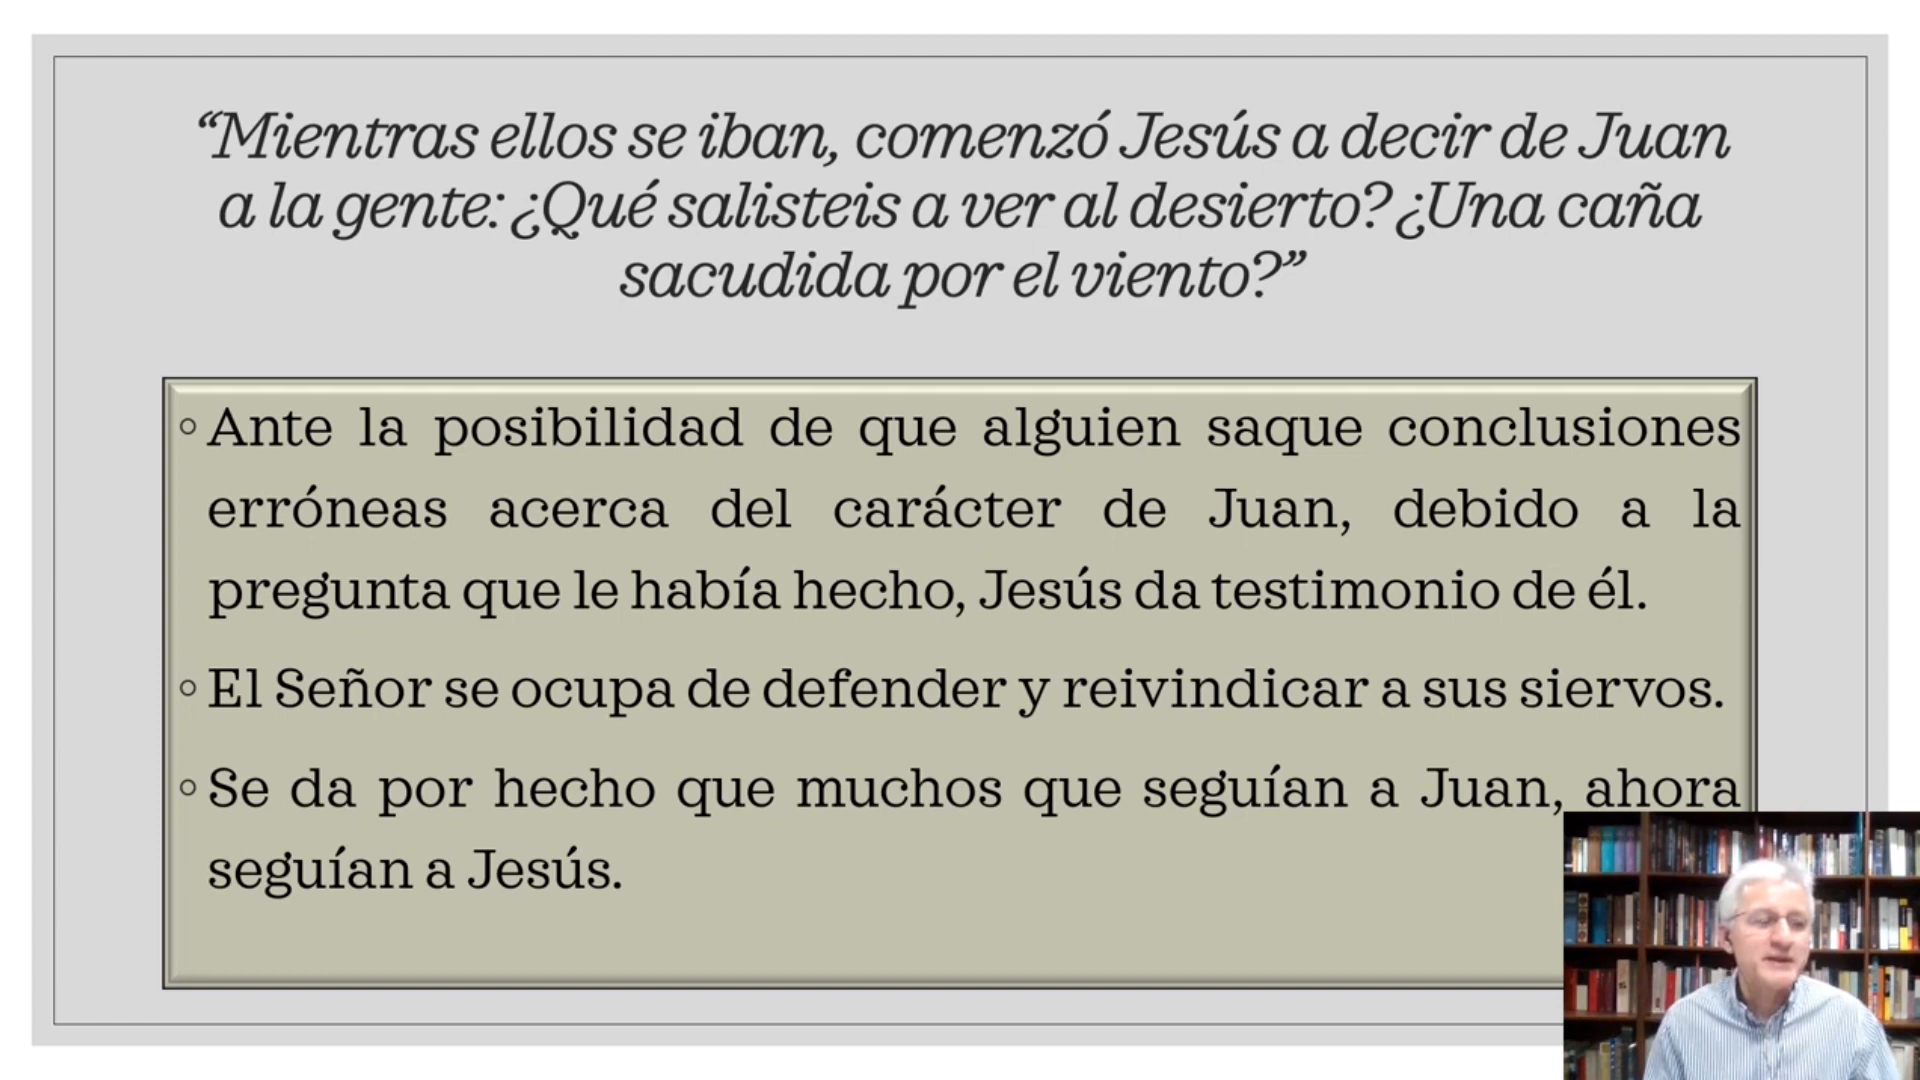 “Mientras ellos se iban, comenzó Jesús a decir de Juan
a la gente: ¿Qué salisteis a ver al desierto? ¿Una caña
sacudida por el viento?”
◦ Ante la posibilidad de que alguien saque conclusiones
erróneas acerca del carácter de Juan, debido a la
pregunta que le había hecho, Jesús da testimonio de él.
◦ El Señor se ocupa de defender y reivindicar a sus siervos.
◦ Se da por hecho que muchos que seguían a Juan, ahora
seguían a Jesús.